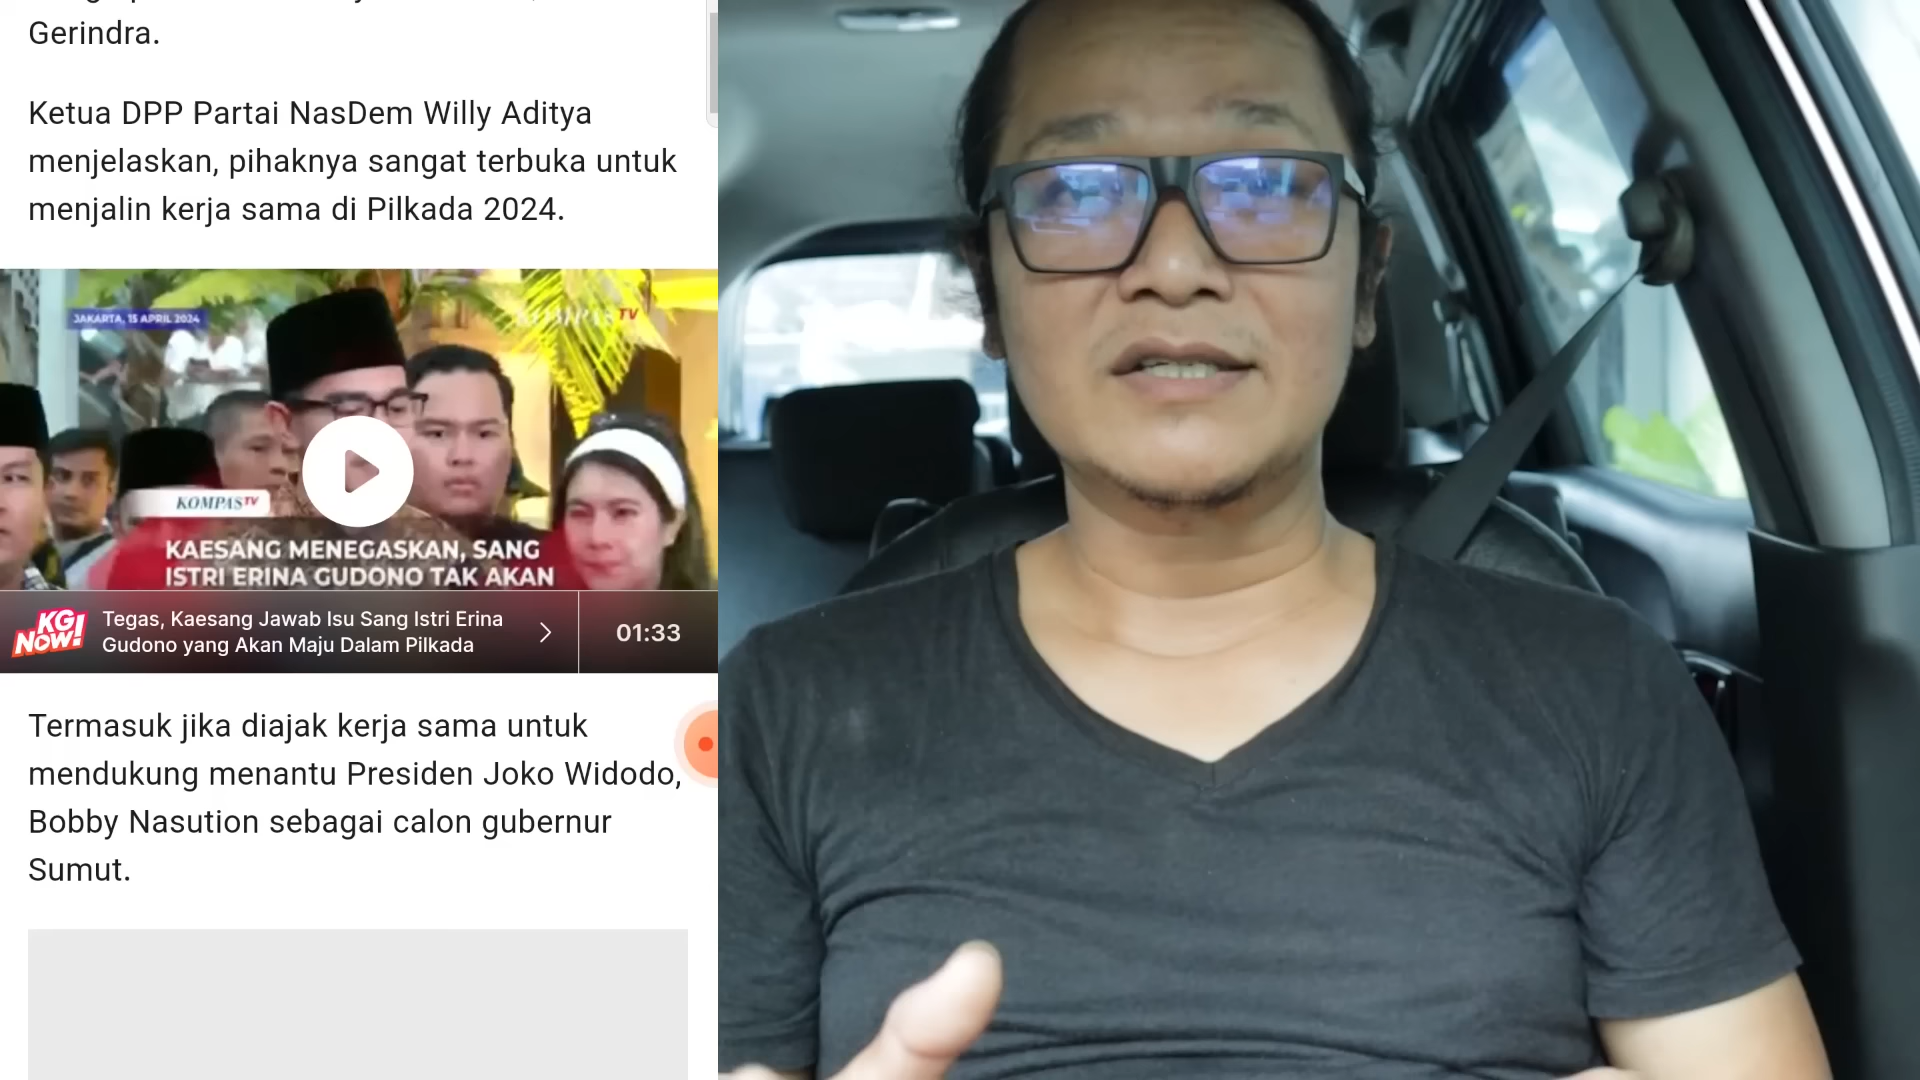 Gerindra.
Ketua DPP Partai NasDem Willy Aditya
menjelaskan, pihaknya sangat terbuka untuk
menjalin kerja sama di Pilkada 2024.
JAKARTA, 15 APRIL 2024
KOMPAS TV
KOMPAS TV
KAESANG MENEGASKAN, SANG
ISTRI ERINA GUDONO TAK AKAN
KG NOW!
Tegas, Kaesang Jawab Isu Sang Istri Erina
Gudono yang Akan Maju Dalam Pilkada
01:33
Termasuk jika diajak kerja sama untuk
mendukung menantu Presiden Joko Widodo,
Bobby Nasution sebagai calon gubernur
Sumut.